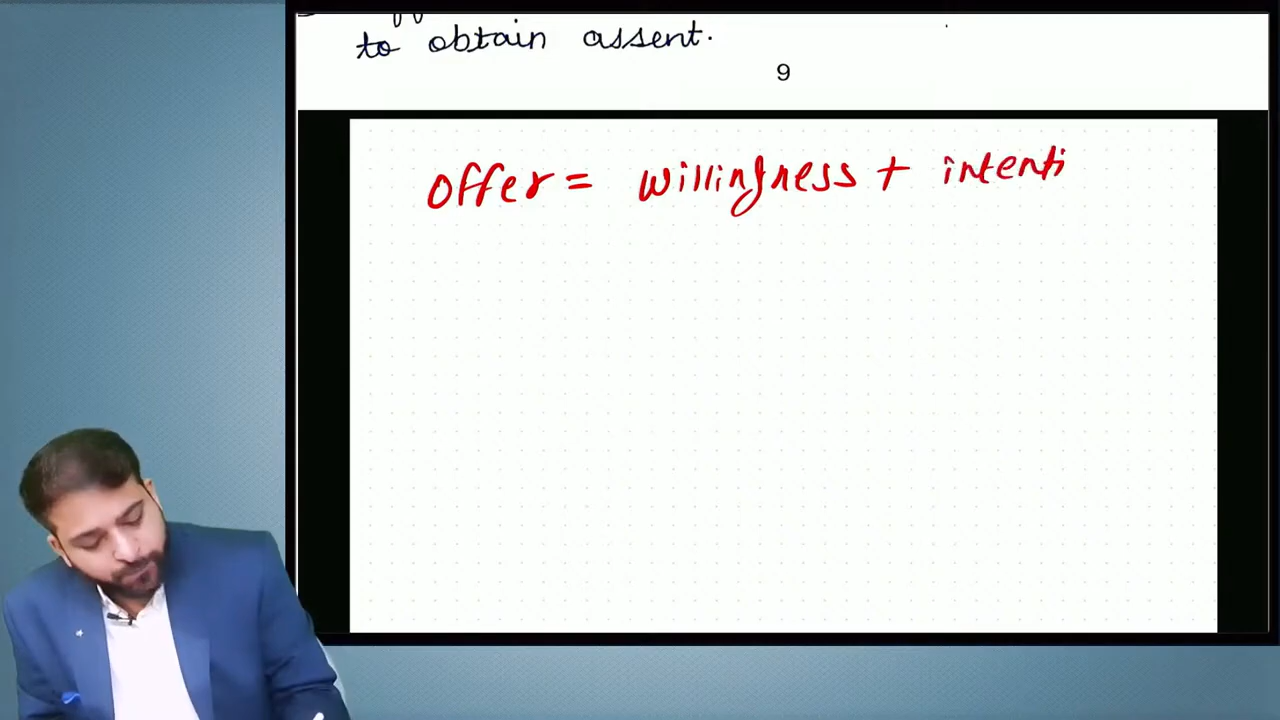 to obtain assent.
9
offer = willingness + intenti